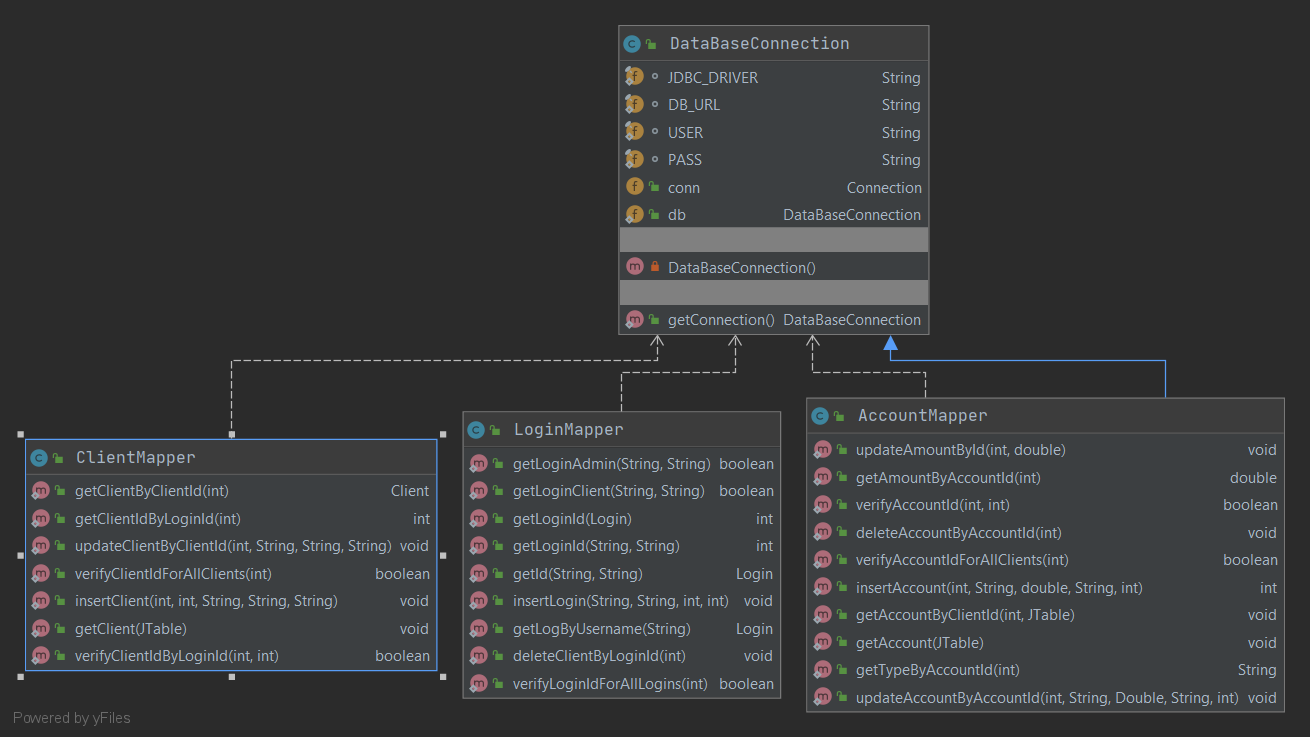 DataBaseConnection
JDBC_DRIVER String
DB_URL String
USER String
PASS String
conn Connection
db DataBaseConnection
DataBaseConnection()
getConnection() DataBaseConnection
ClientMapper
getClientByClientId(int) Client
getClientIdByLoginId(int) int
updateClientByClientId(int, String, String, String) void
verifyClientIdForAllClients(int) boolean
insertClient(int, int, String, String, String) void
getClient(JTable) void
verifyClientIdByLoginId(int, int) boolean
LoginMapper
getLoginAdmin(String, String) boolean
getLoginClient(String, String) boolean
getLoginId(Login) int
getLoginId(String, String) int
getId(String, String) Login
insertLogin(String, String, int, int) void
getLogByUsername(String) Login
deleteClientByLoginId(int) void
verifyLoginIdForAllLogins(int) boolean
AccountMapper
updateAmountById(int, double) void
getAmountByAccountId(int) double
verifyAccountId(int, int) boolean
deleteAccountByAccountId(int) void
verifyAccountIdForAllClients(int) boolean
insertAccount(int, String, double, String, int) int
getAccountByClientId(int, JTable) void
getAccount(JTable) void
getTypeByAccountId(int) String
updateAccountByAccountId(int, String, Double, String, int) void
Powered by yFiles